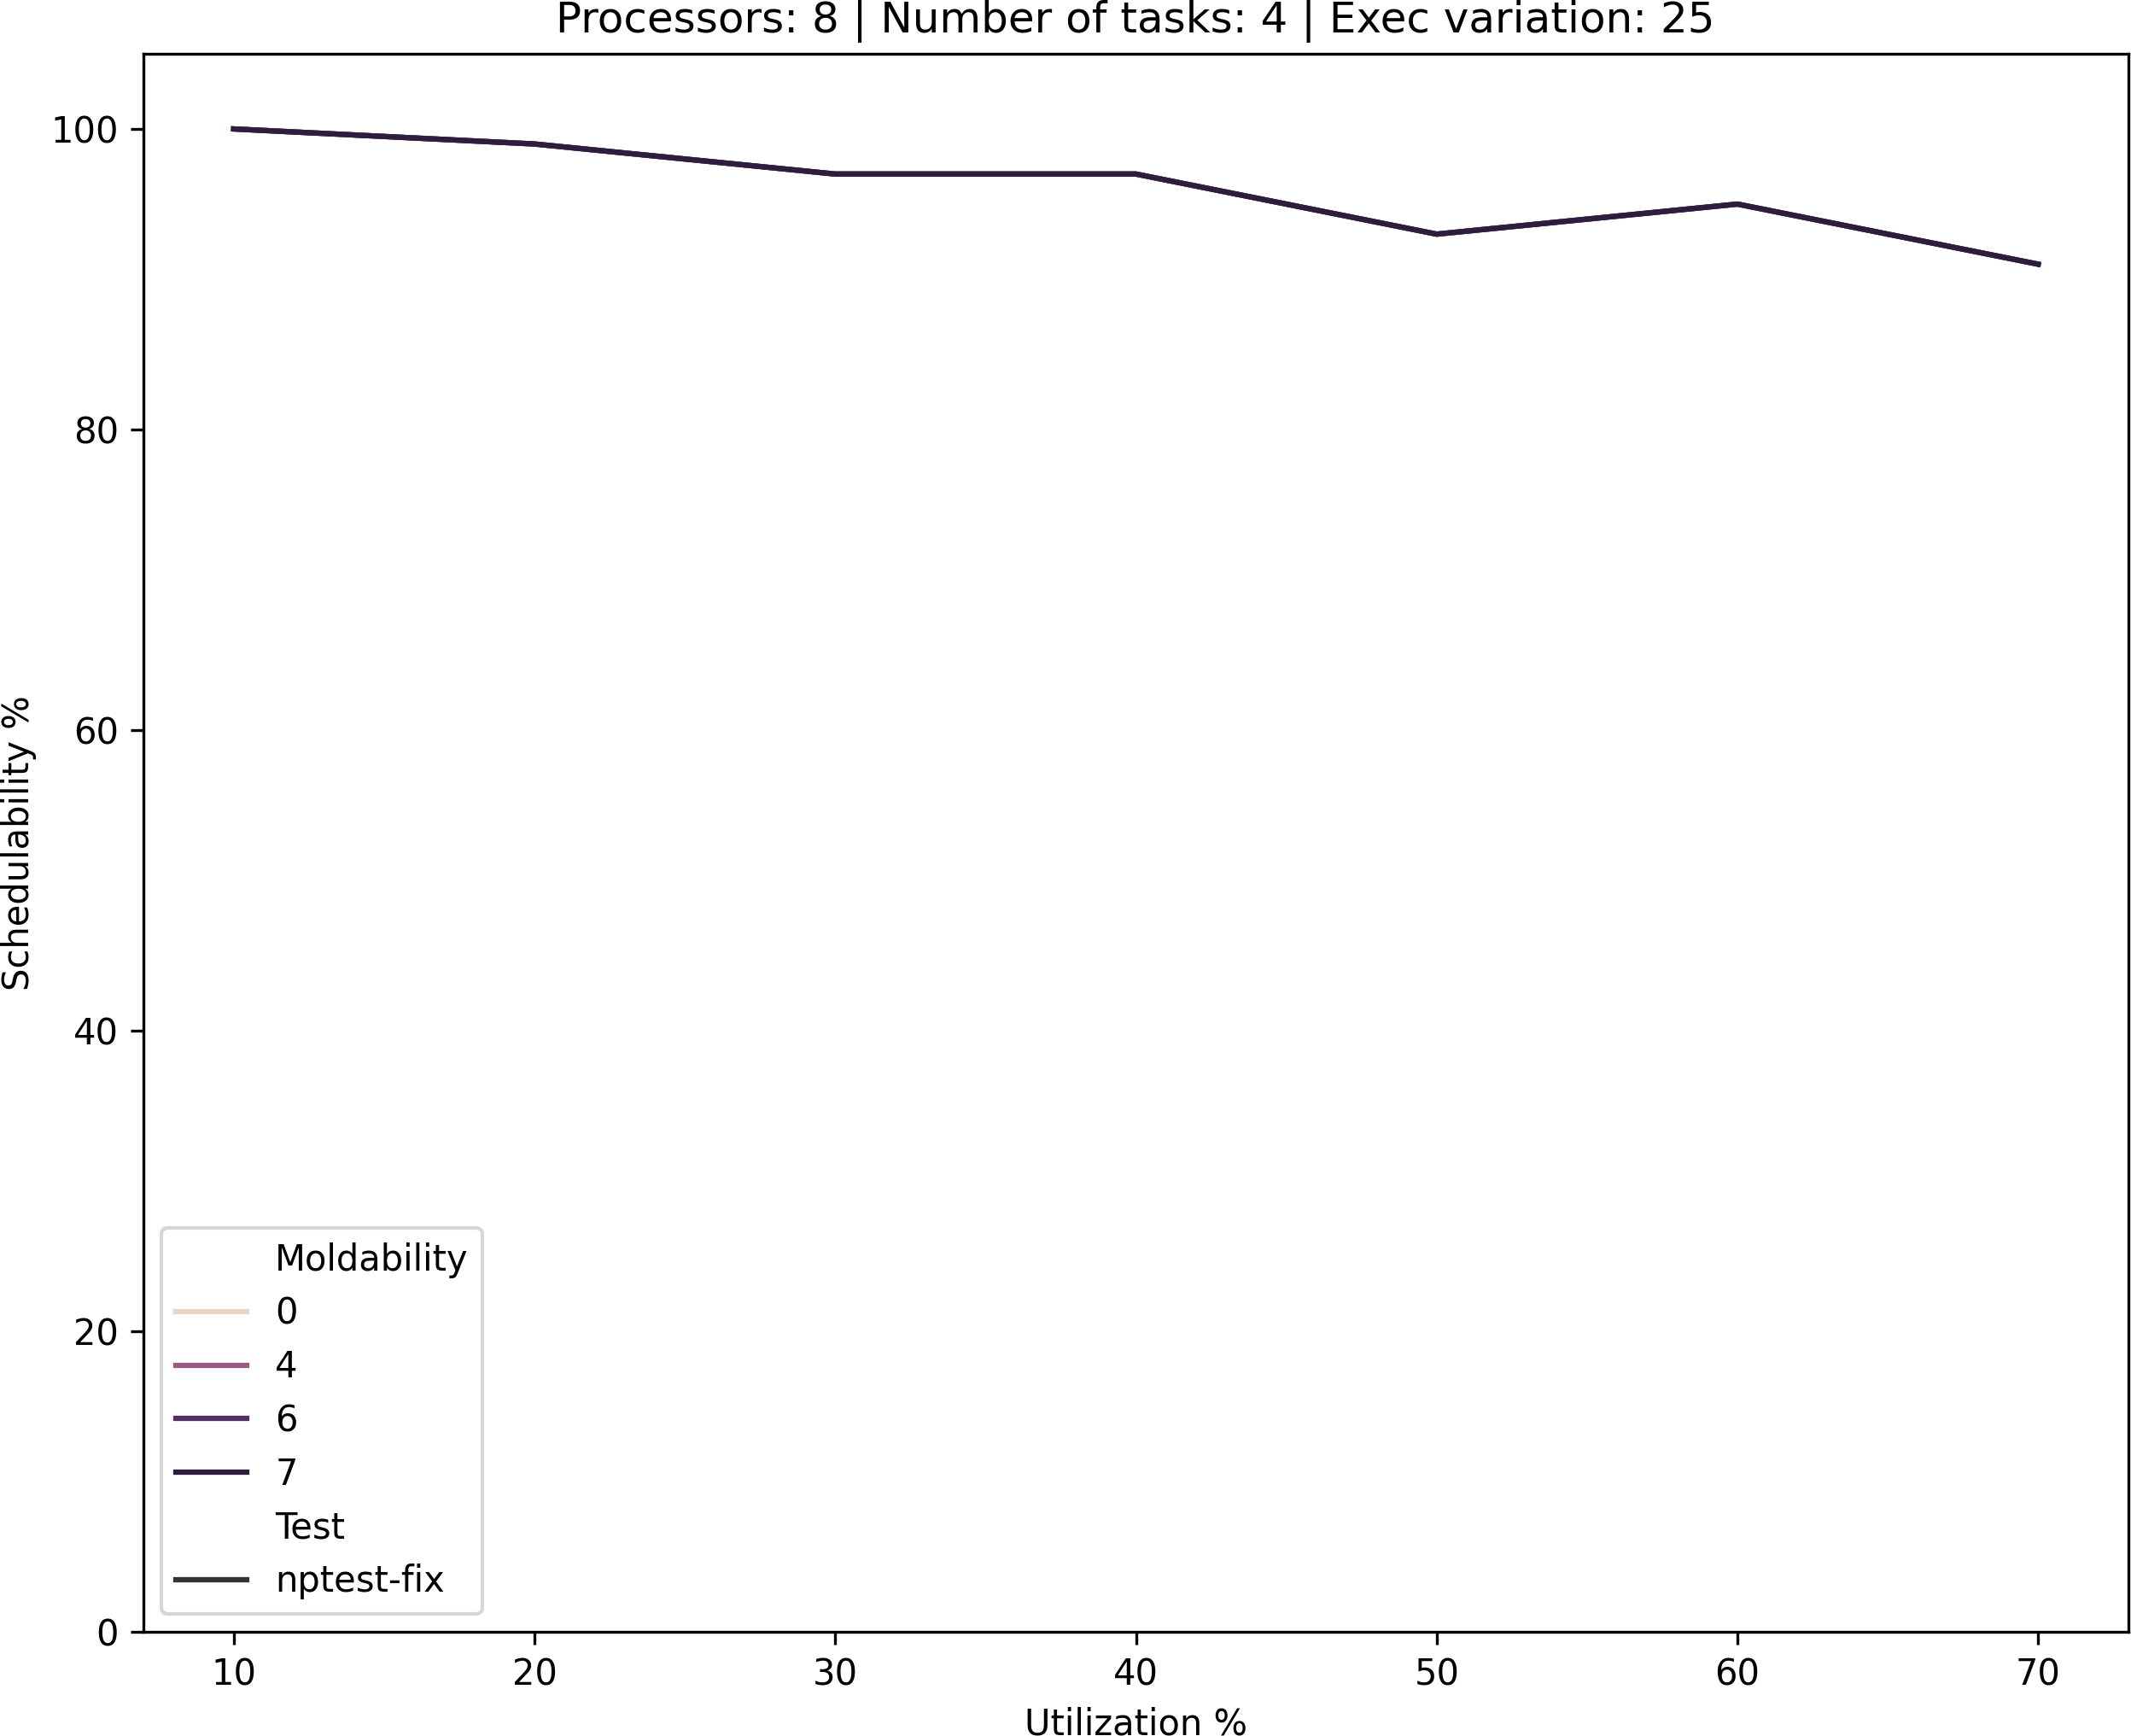 Processors: 8 | Number of tasks: 4 | Exec variation: 25
Schedulability %
100
80
60
40
20
0
Moldability
0
4
6
7
Test
nptest-fix
10 20 30 40 50 60 70
Utilization %